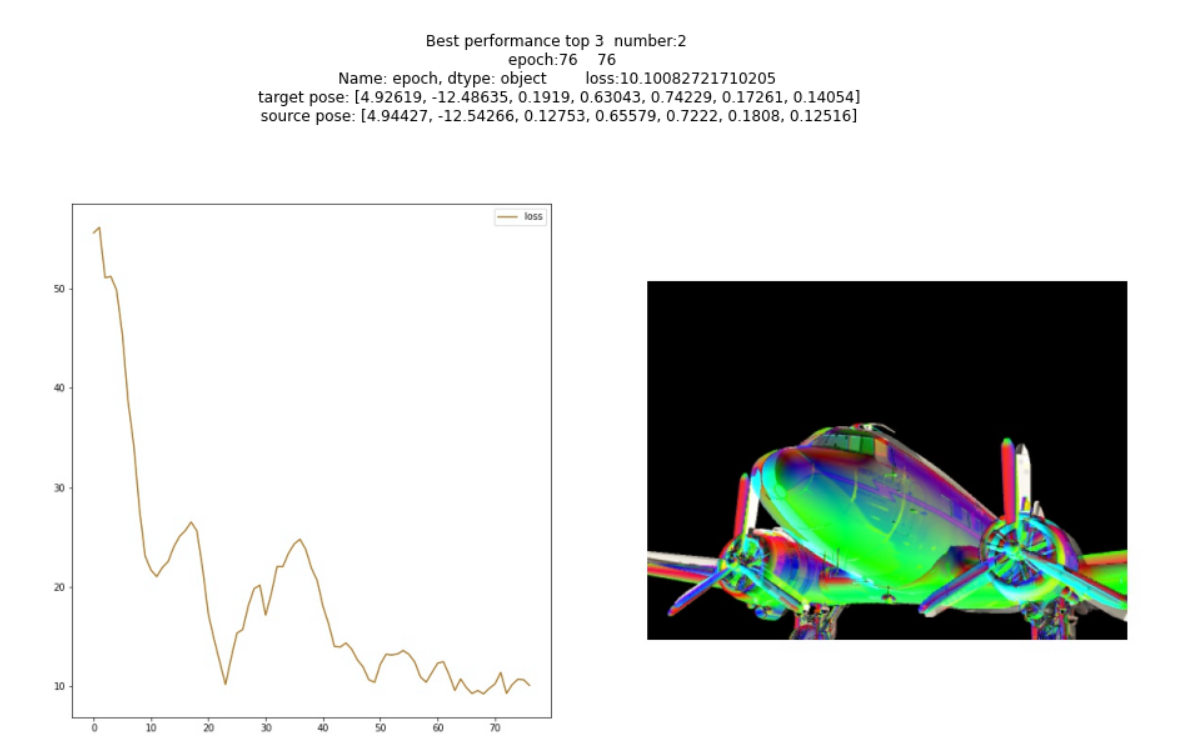 Best performance top 3  number:2
epoch:76    76
Name: epoch, dtype: object        loss:10.10082721710205
target pose: [4.92619, -12.48635, 0.1919, 0.63043, 0.74229, 0.17261, 0.14054]
source pose: [4.94427, -12.54266, 0.12753, 0.65579, 0.7222, 0.1808, 0.12516]
loss
50
40
30
20
10
0 10 20 30 40 50 60 70